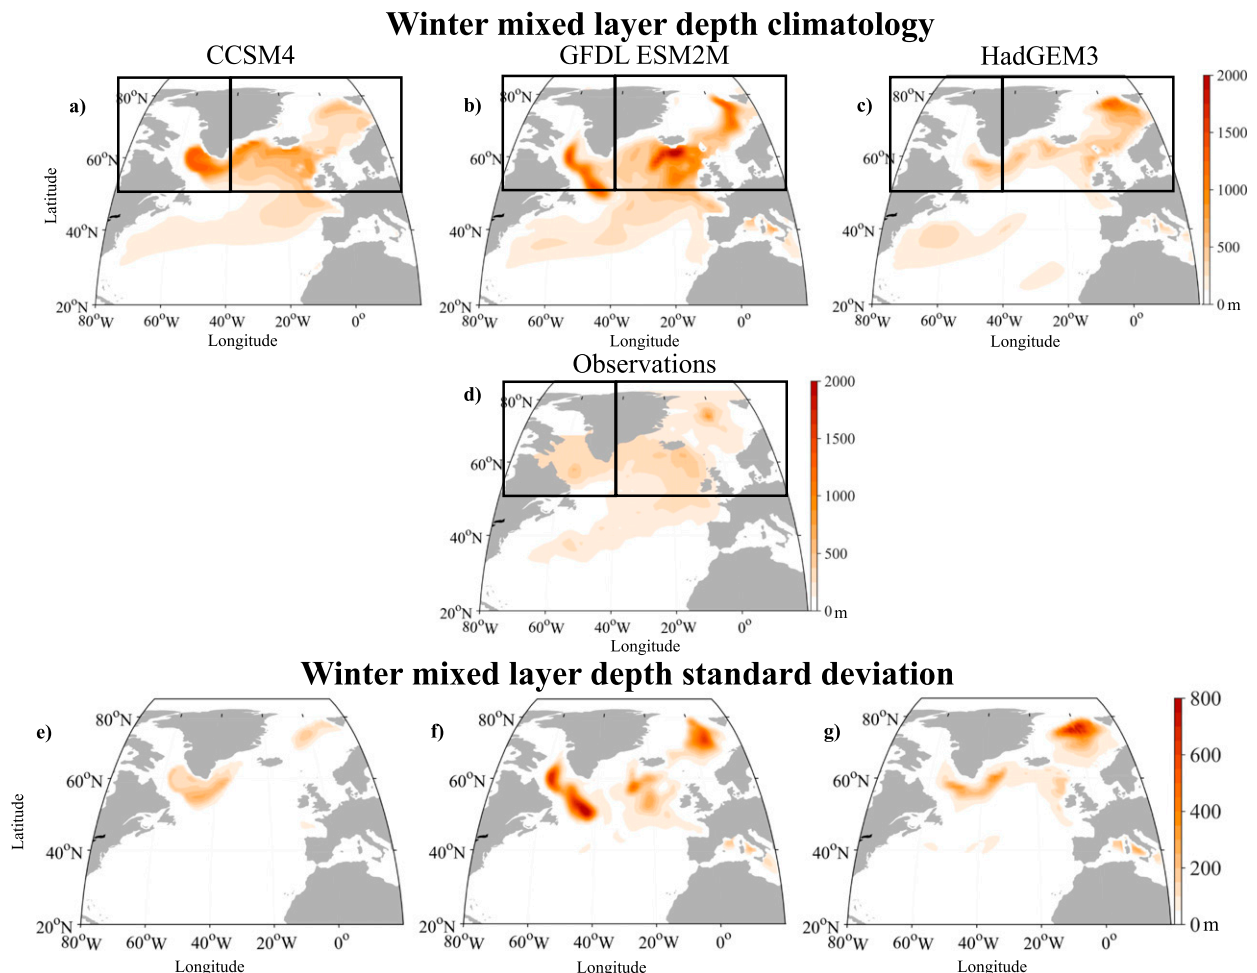 Winter mixed layer depth climatology
CCSM4 GFDL ESM2M HadGEM3
a) b) c)
80°N 80°N 80°N 2000
60°N 60°N 60°N 1500
1000
40°N 40°N 40°N 500
20°N 20°N 20°N 0 m
Latitude
80°W 60°W 40°W 20°W 0° 80°W 60°W 40°W 20°W 0° 80°W 60°W 40°W 20°W 0°
Longitude Longitude Longitude
Observations
d)
80°N 2000
60°N 1500
1000
40°N 500
20°N 0 m
80°W 60°W 40°W 20°W 0°
Longitude
Winter mixed layer depth standard deviation
e) f) g)
80°N 80°N 80°N 800
60°N 60°N 60°N 600
400
40°N 40°N 40°N 200
20°N 20°N 20°N 0 m
Latitude
80°W 60°W 40°W 20°W 0° 80°W 60°W 40°W 20°W 0° 80°W 60°W 40°W 20°W 0°
Longitude Longitude Longitude